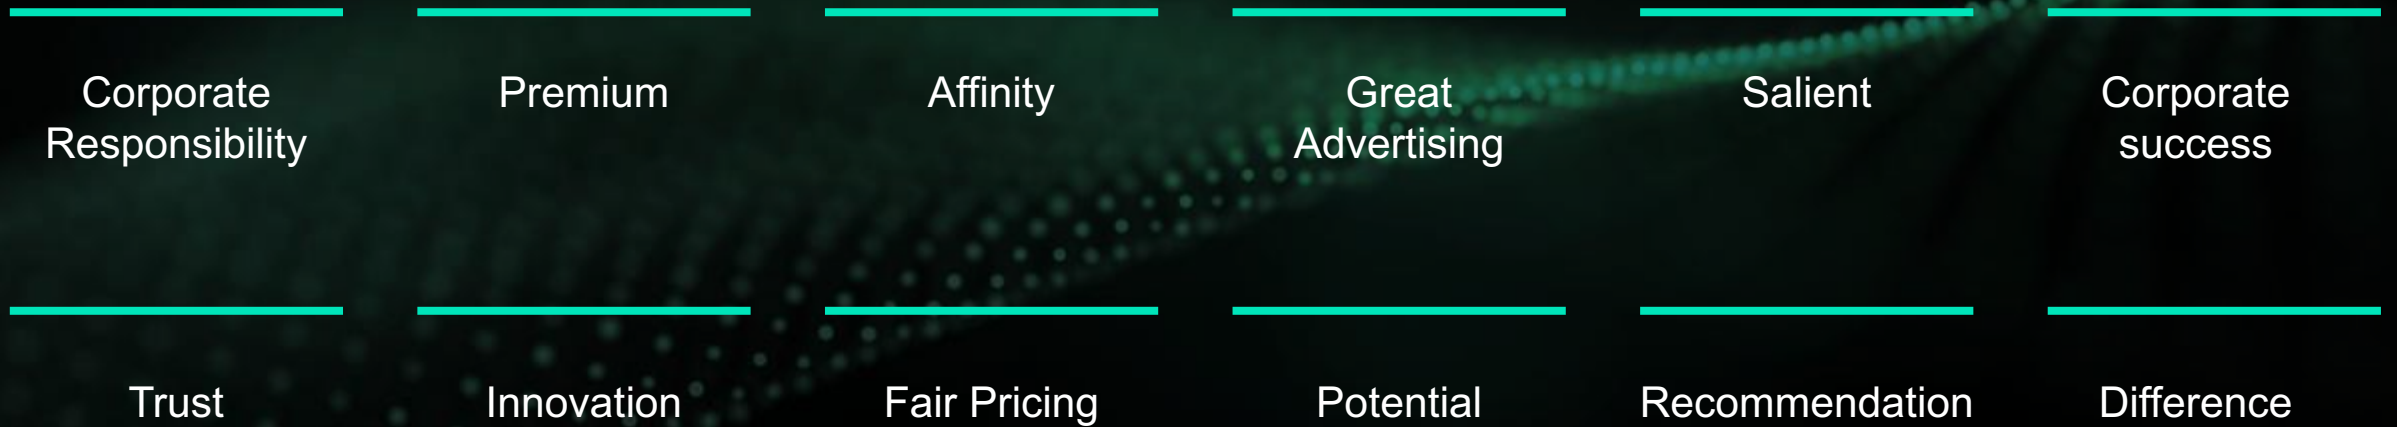 Corporate
Responsibility
Premium
Affinity
Great
Advertising
Salient
Corporate
success
Trust
Innovation
Fair Pricing
Potential
Recommendation
Difference